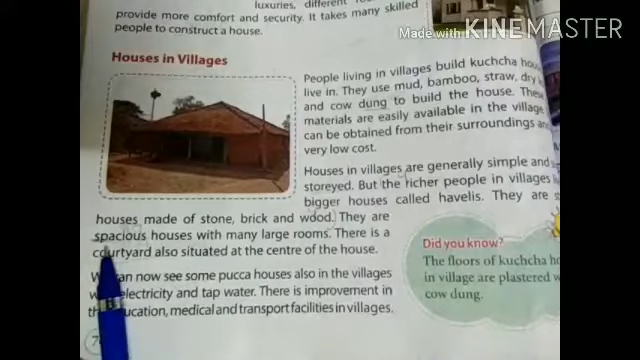 luxuries, different
provide more comfort and security. It takes many skilled
people to construct a house.
Made with KINEMASTER
Houses in Villages
People living in villages build kuchcha
live in. They use mud, bamboo, straw, dry
and cow dung to build the house. These
materials are easily available in the village
can be obtained from their surroundings
very low cost.
Houses in villages are generally simple and
storeyed. But the richer people in villages
bigger houses called havelis. They are
houses made of stone, brick and wood. They are
spacious houses with many large rooms. There is a
courtyard also situated at the centre of the house.
can now see some pucca houses also in the villages
electricity and tap water. There is improvement in
medical and transport facilities in villages.
Did you know?
The floors of kuchcha
in village are plastered
cow dung.